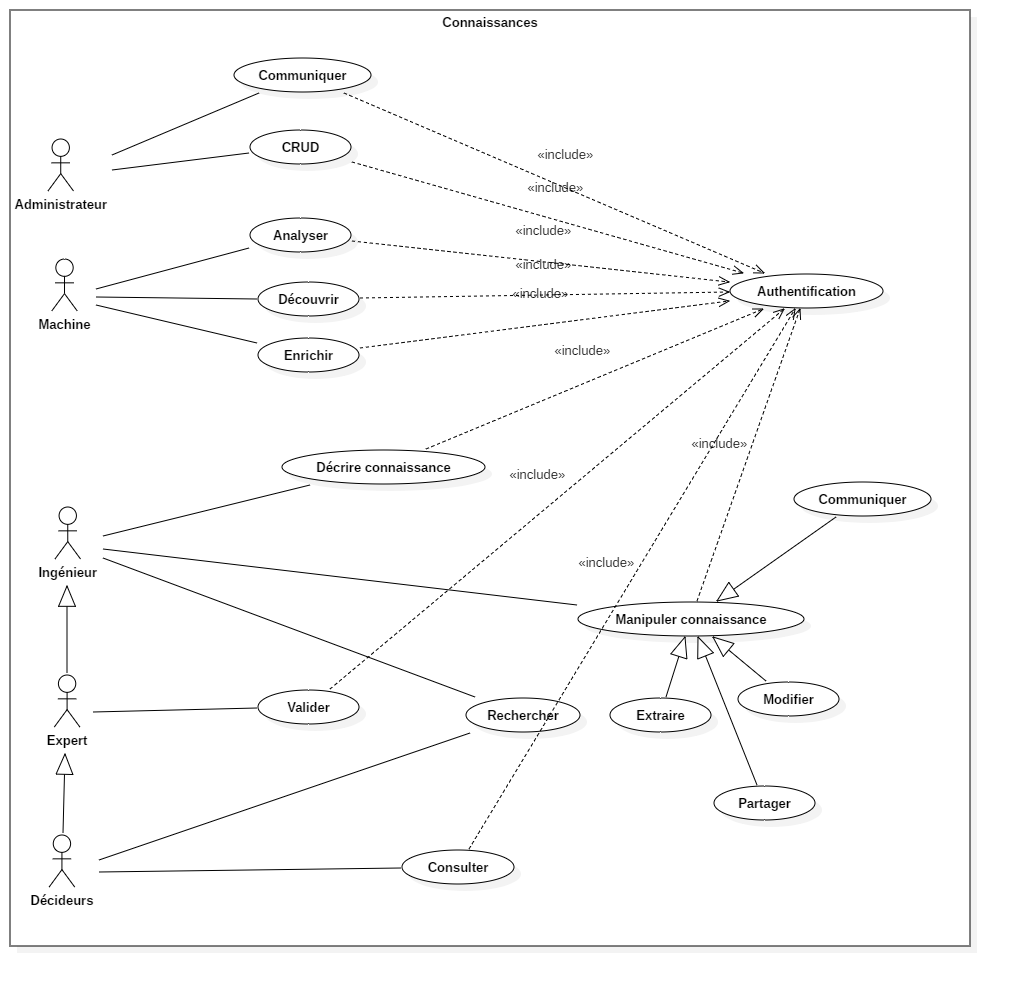 Connaissances
Communiquer
CRUD
«include»
«include»
Administrateur
Analyser
«include»
«include»
Machine
Découvrir
«include»
Authentification
Enrichir
«include»
Décrire connaissance
«include»
«include»
Communiquer
Ingénieur
«include»
Manipuler connaissance
Expert
Valider
Rechercher
Extraire
Modifier
Partager
Consulter
Décideurs